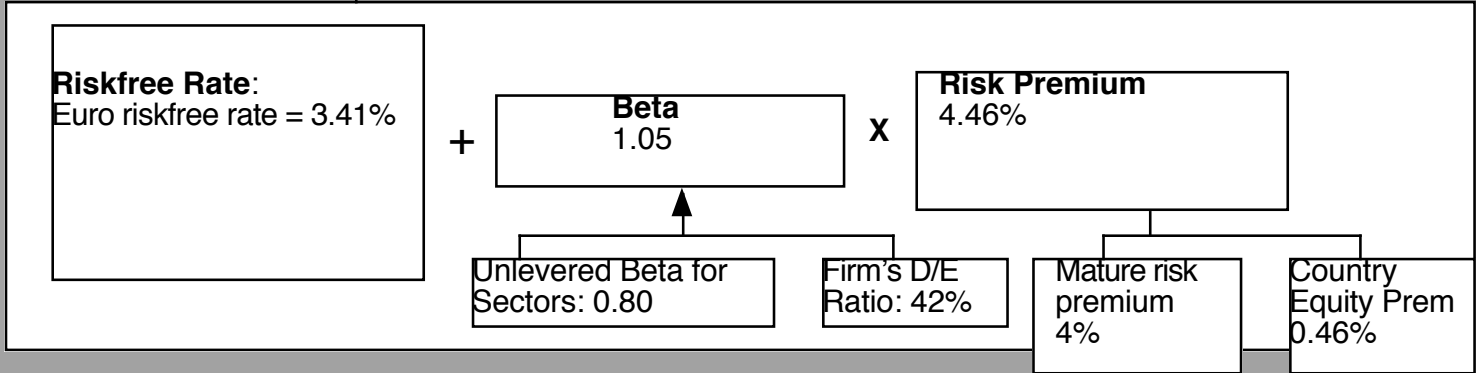 Riskfree Rate:
Euro riskfree rate = 3.41%
+
Beta
1.05
X
Risk Premium
4.46%
Unlevered Beta for
Sectors: 0.80
Firm's D/E
Ratio: 42%
Mature risk
premium
4%
Country
Equity Prem
0.46%